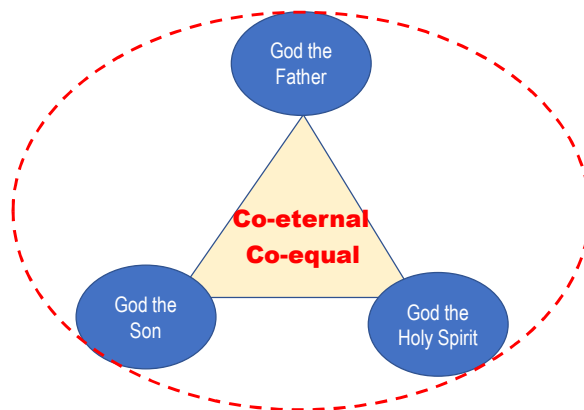 God the
Father
Co-eternal
Co-equal
God the
Son
God the
Holy Spirit